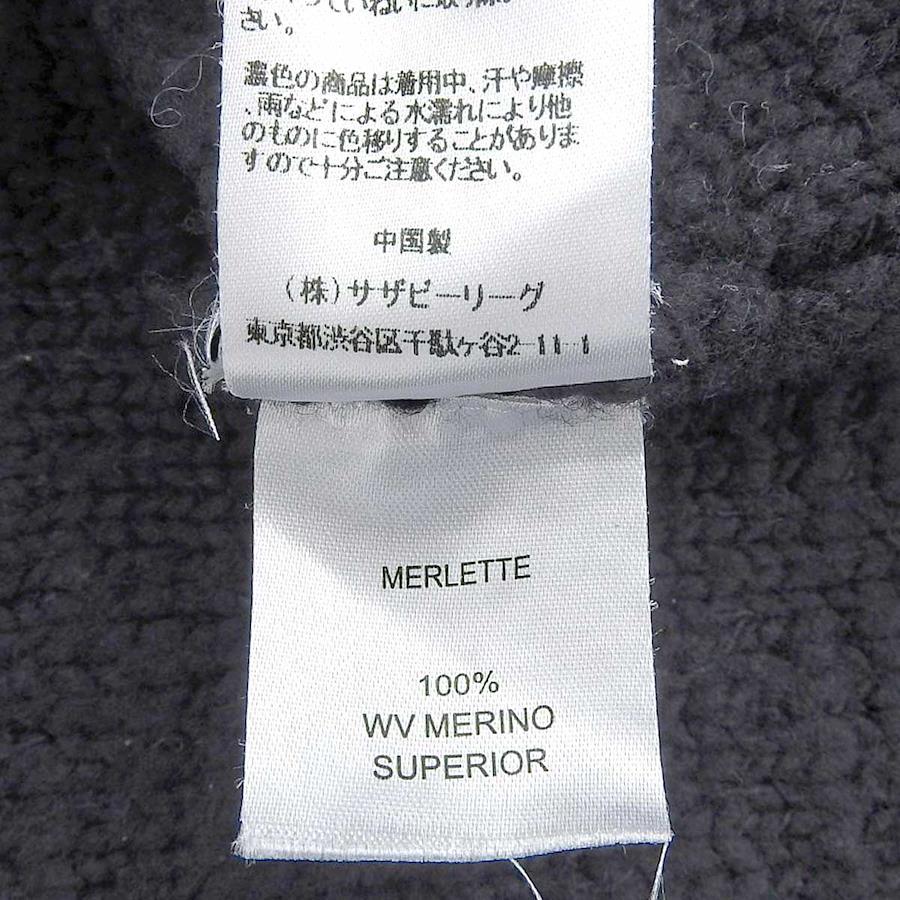 さい。
濃色の商品は着用中、汗や摩擦
、雨などによる水濡れにより他
のものに色移りすることがありま
すので十分ご注意ください。
中国製
(株)サザビーリーグ
東京都渋谷区千駄ヶ谷2-11-1
MERLETTE
100%
WV MERINO
SUPERIOR